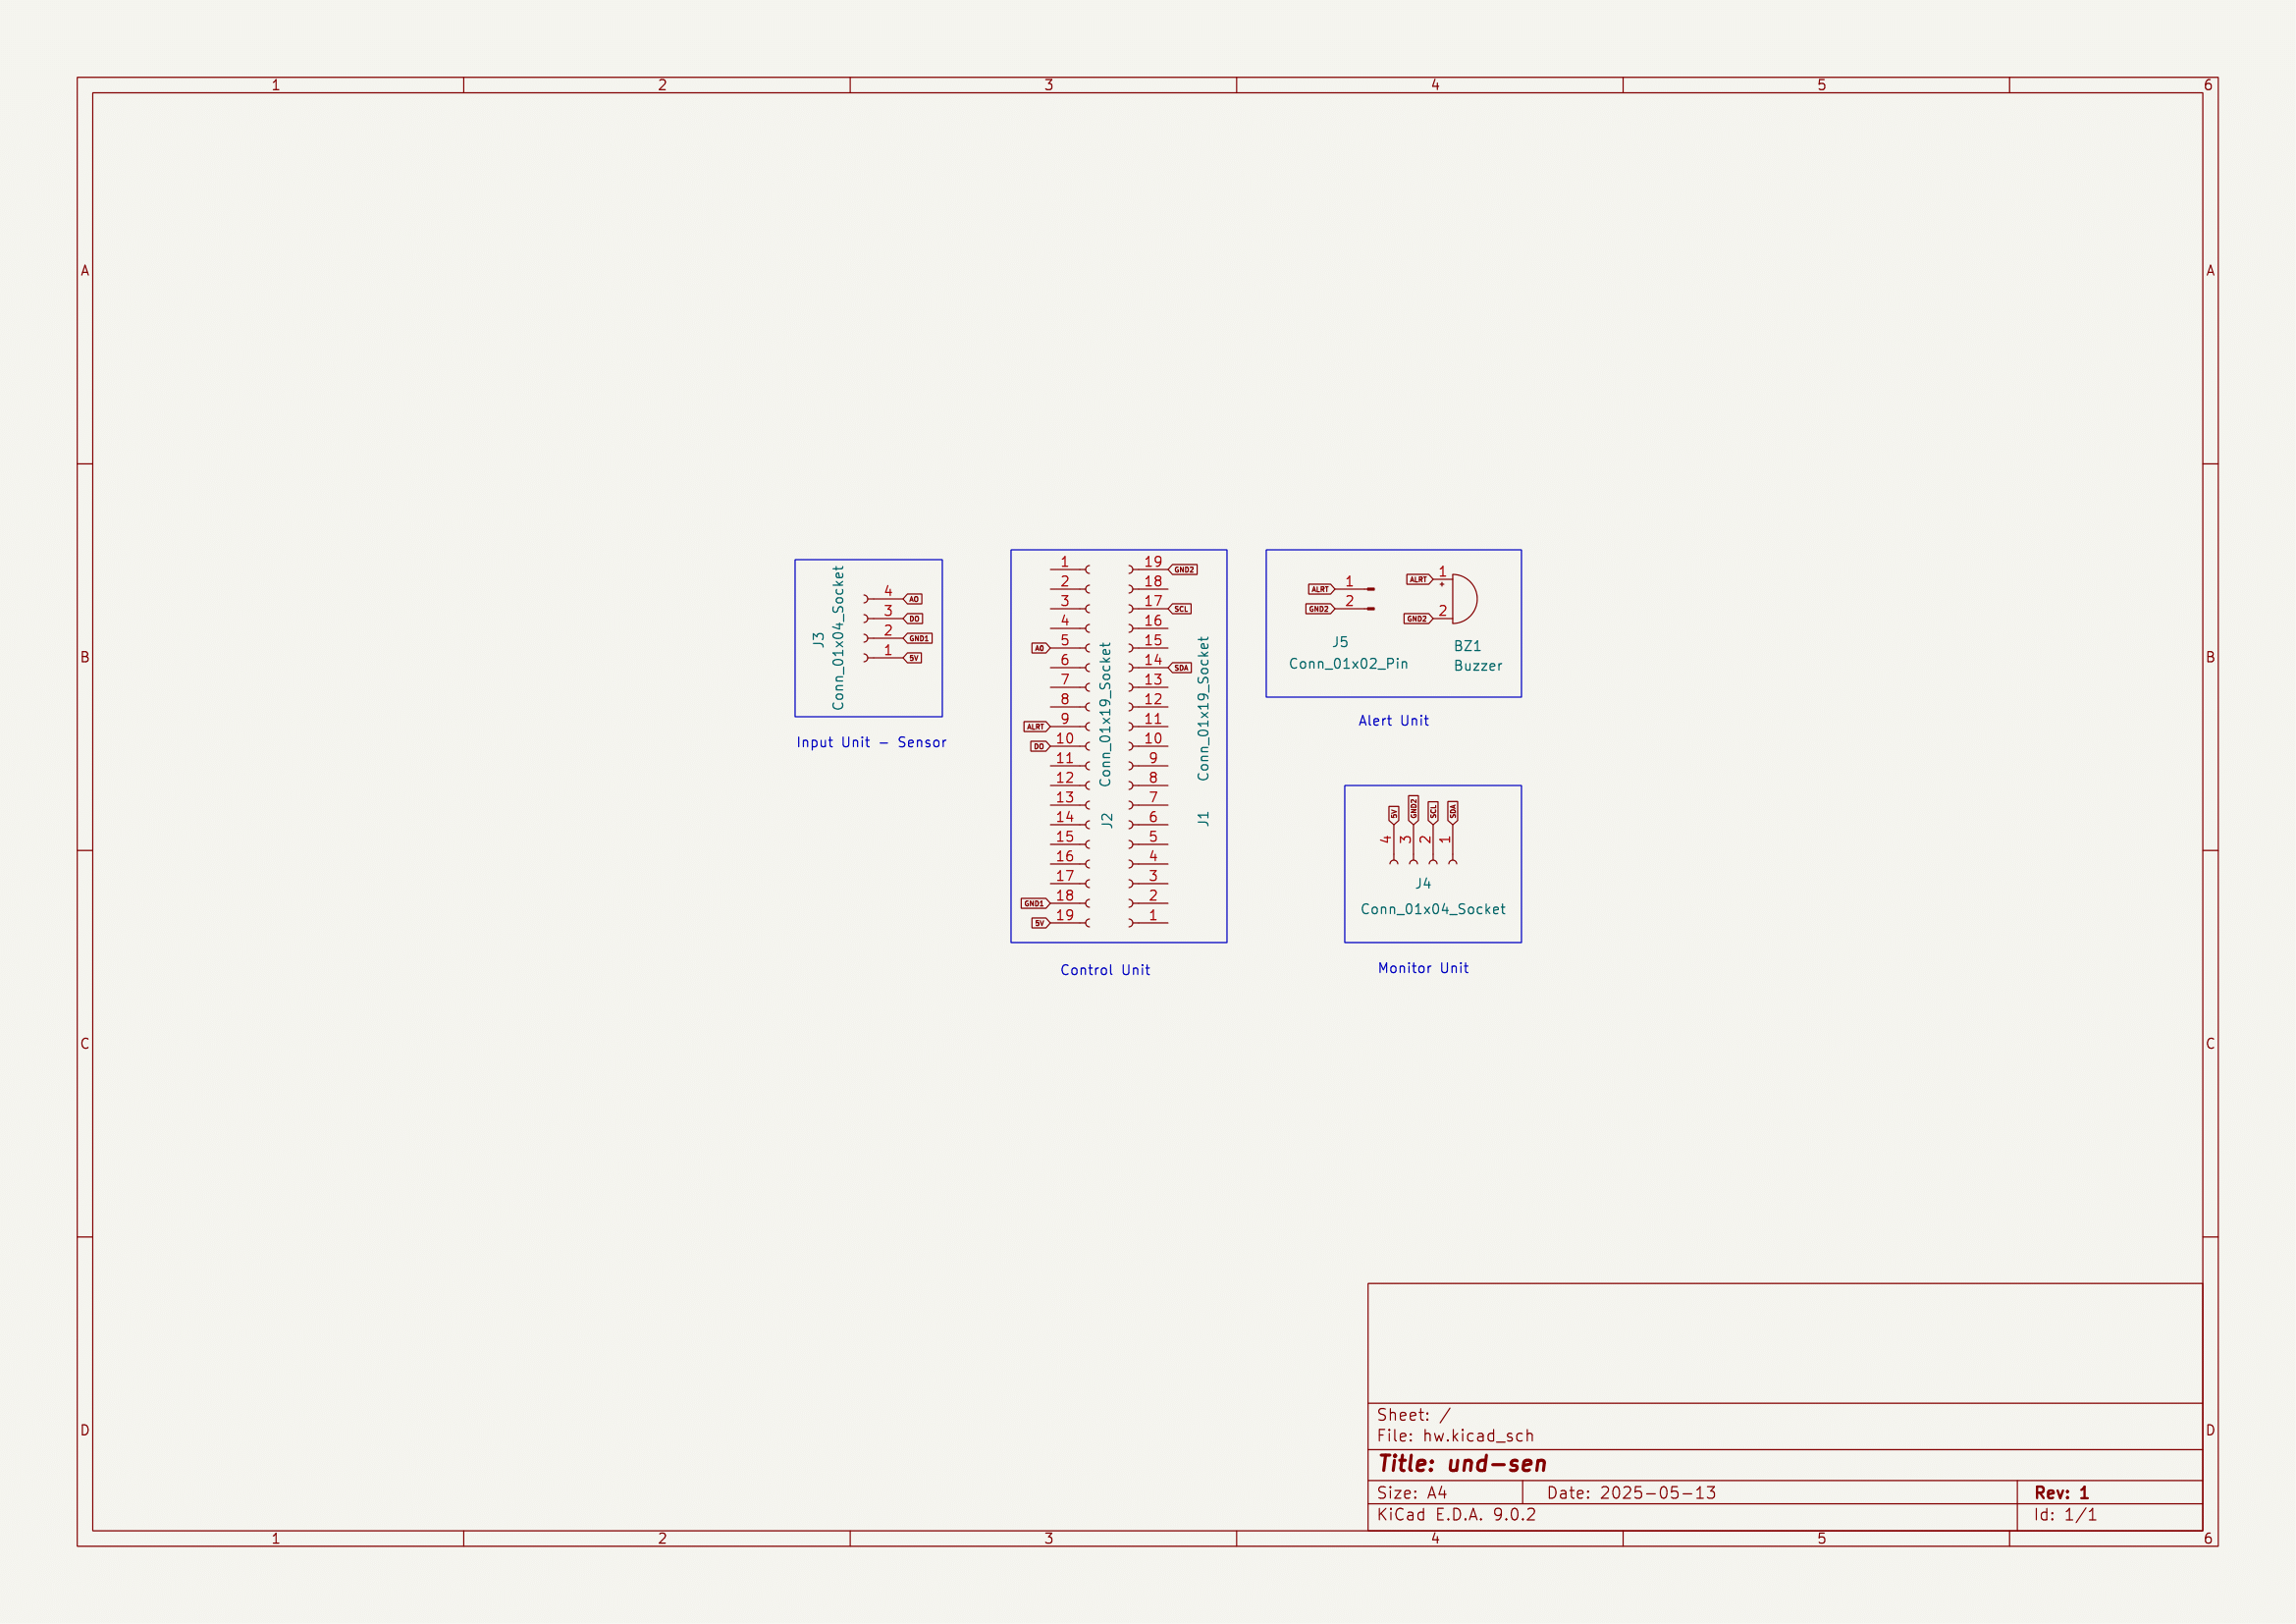 1 2 3 4 5 6
A A
B B
C C
D D
J3
Conn_01x04_Socket
4 AO
3 DO
2 GND1
1 5V
Input Unit - Sensor
1
2
3
4
AO 5
6
7
8
ALRT 9
DO 10
11
12
13
14
15
16
17
GND1 18
5V 19
Conn_01x19_Socket
J2
19 GND2
18
17 SCL
16
15
14 SDA
13
12
11
10
9
8
7
6
5
4
3
2
1
Conn_01x19_Socket
J1
Control Unit
ALRT 1
GND2 2
J5
Conn_01x02_Pin
ALRT 1
+
GND2 2
BZ1
Buzzer
Alert Unit
5V GND2 SCL SDA
4 3 2 1
J4
Conn_01x04_Socket
Monitor Unit
Sheet: /
File: hw.kicad_sch
Title: und-sen
Size: A4 Date: 2025-05-13 Rev: 1
KiCad E.D.A. 9.0.2 Id: 1/1
1 2 3 4 5 6